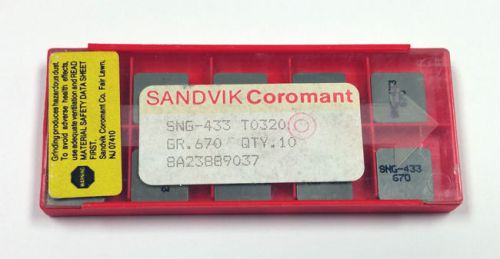 Grinding produces hazardous dust.
To avoid adverse health effects,
use adequate ventilation and READ
MATERIAL SAFETY DATA SHEET
FIRST.
Sandvik Coromant Co. Fair Lawn,
NJ 07410
WARNING
SANDVIK Coromant
SNG-433 T0320
GR.670 QTY.10
8A23889037
SNG-433
670